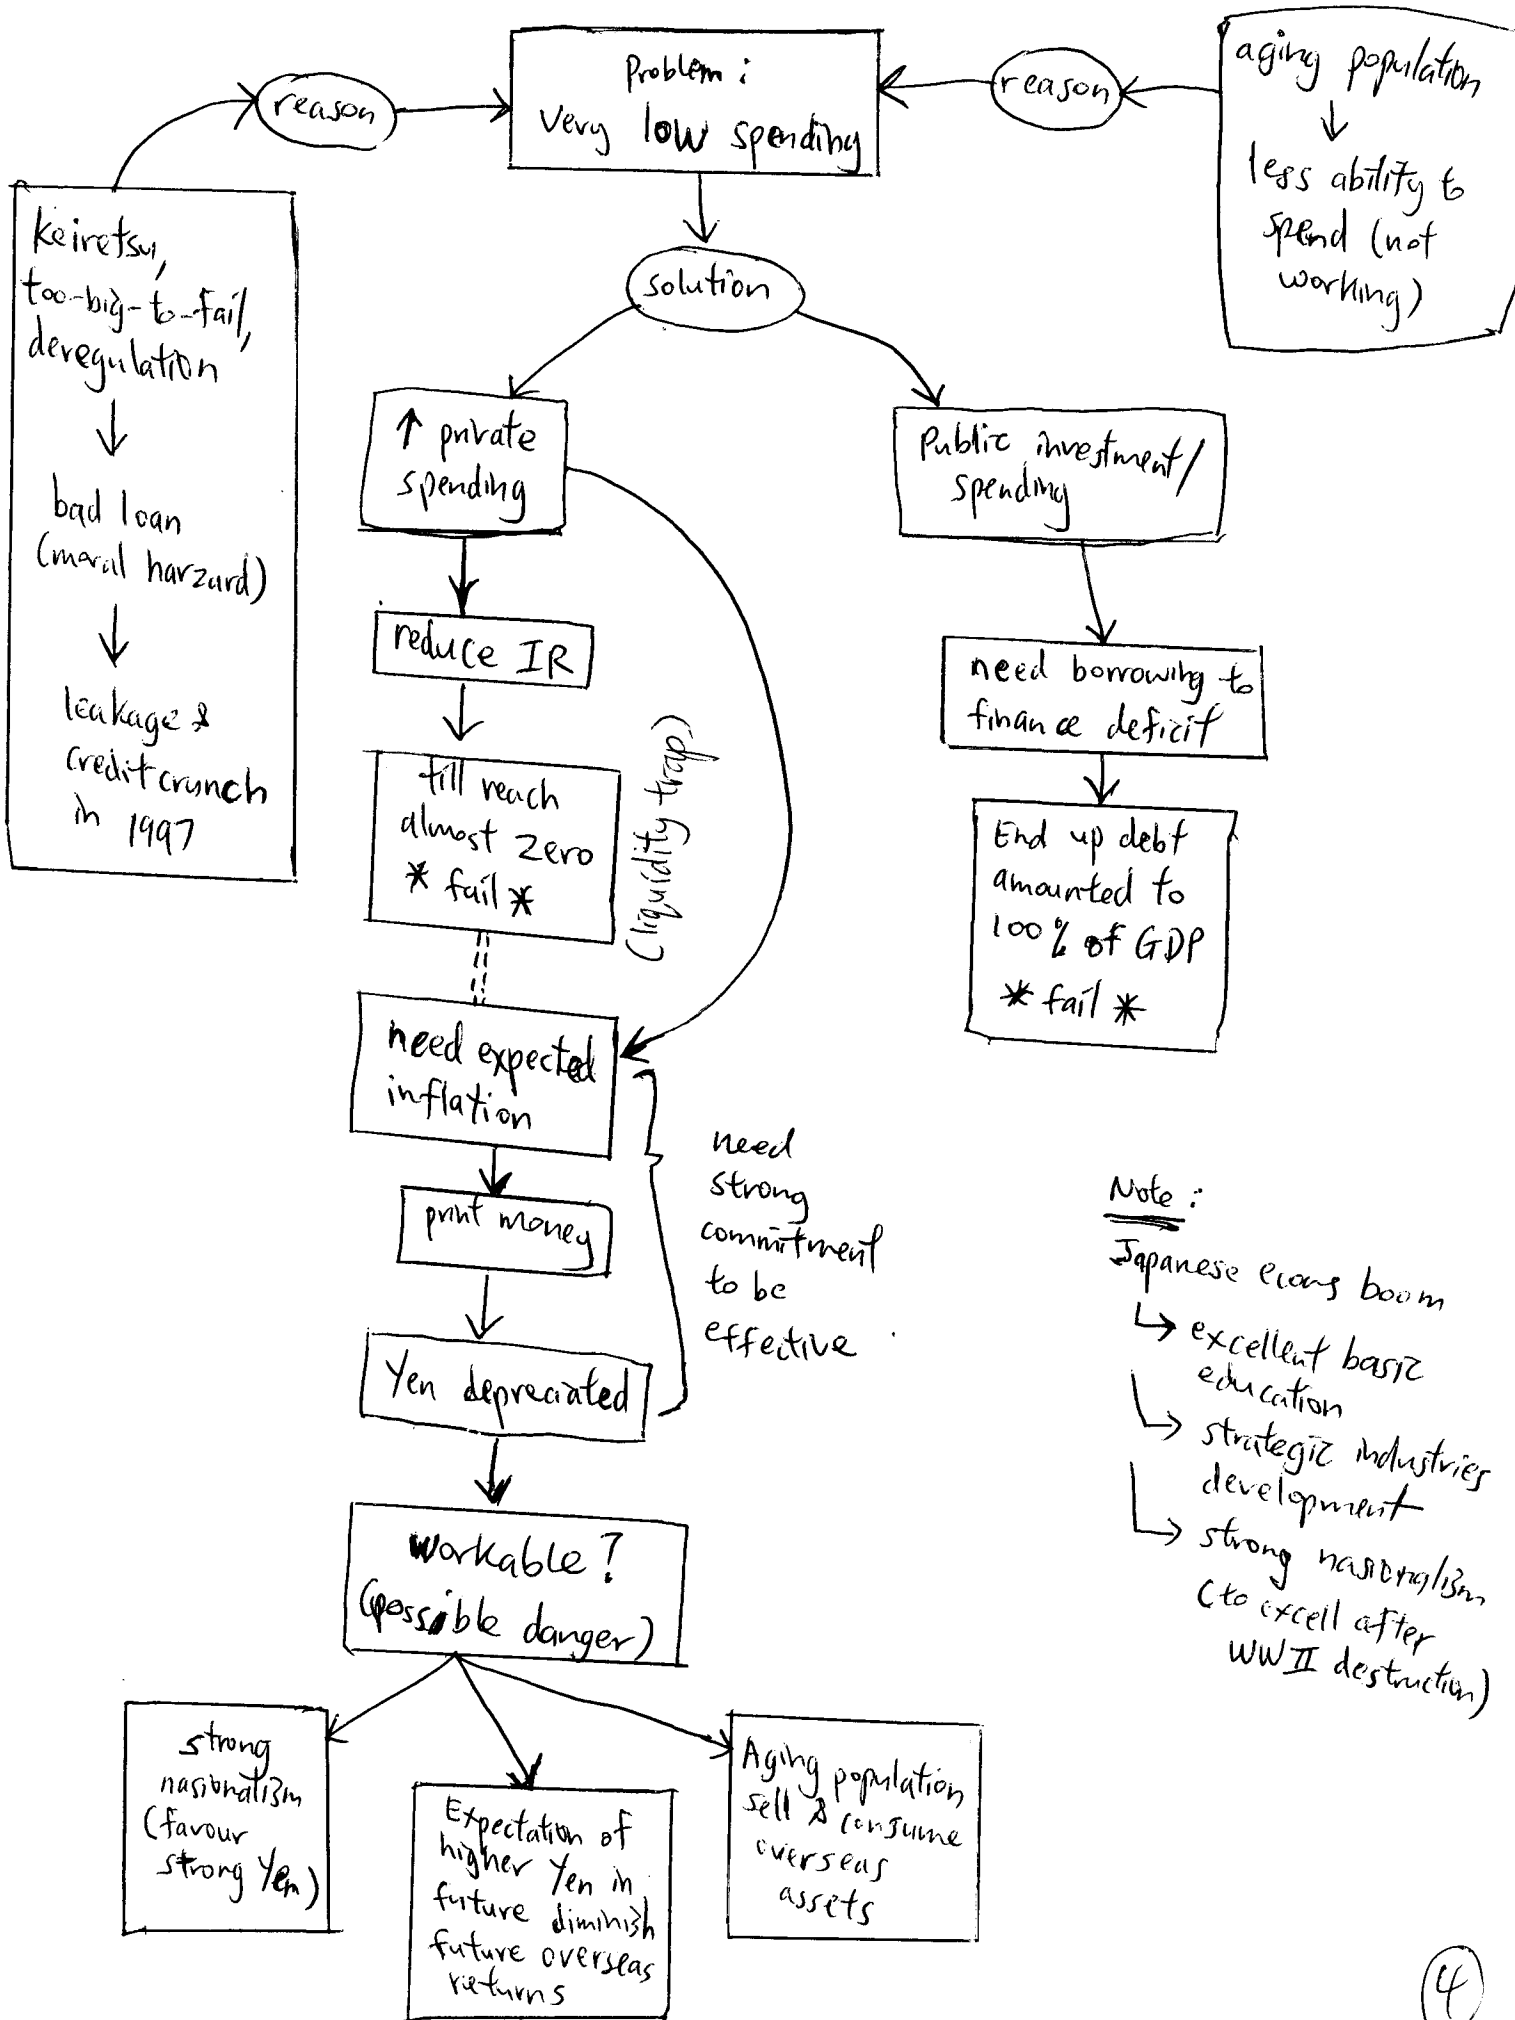 Problem :
very low spending
reason
reason
aging population
↓
less ability to
spend (not
working)
keiretsu,
too-big-to-fail,
deregulation
↓
bad loan
(moral harzard)
↓
leakage &
credit crunch
in 1997
solution
↑ private
spending
Public investment/
spending
reduce IR
till reach
almost zero
* fail *
(liquidity trap)
need borrowing to
finance deficit
End up debt
amounted to
100% of GDP
* fail *
need expected
inflation
print money
Yen depreciated
need
strong
commitment
to be
effective
workable?
(possible danger)
strong
nasionalism
(favour
strong Yen)
Expectation of
higher Yen in
future diminish
future overseas
returns
Aging population
sell & consume
overseas
assets
Note :
Japanese boom
↳ excellent basic
education
↳ strategic industries
development
↳ strong nasionalism
(to excell after
WW II destruction)
4